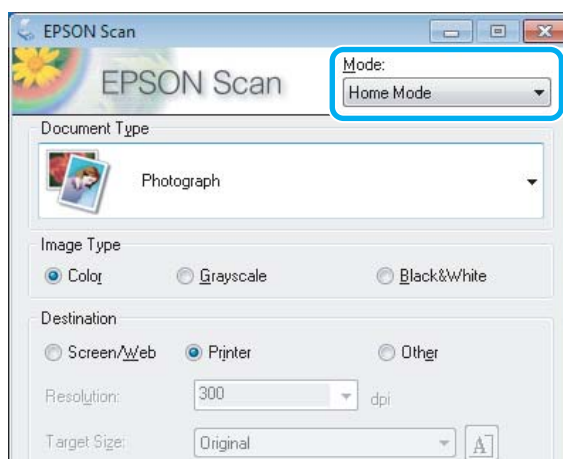 EPSON Scan
EPSON Scan
Mode:
Home Mode
Document Type
Photograph
Image Type
Color Grayscale Black&White
Destination
Screen/Web Printer Other
Resolution: 300 dpi
Target Size: Original A